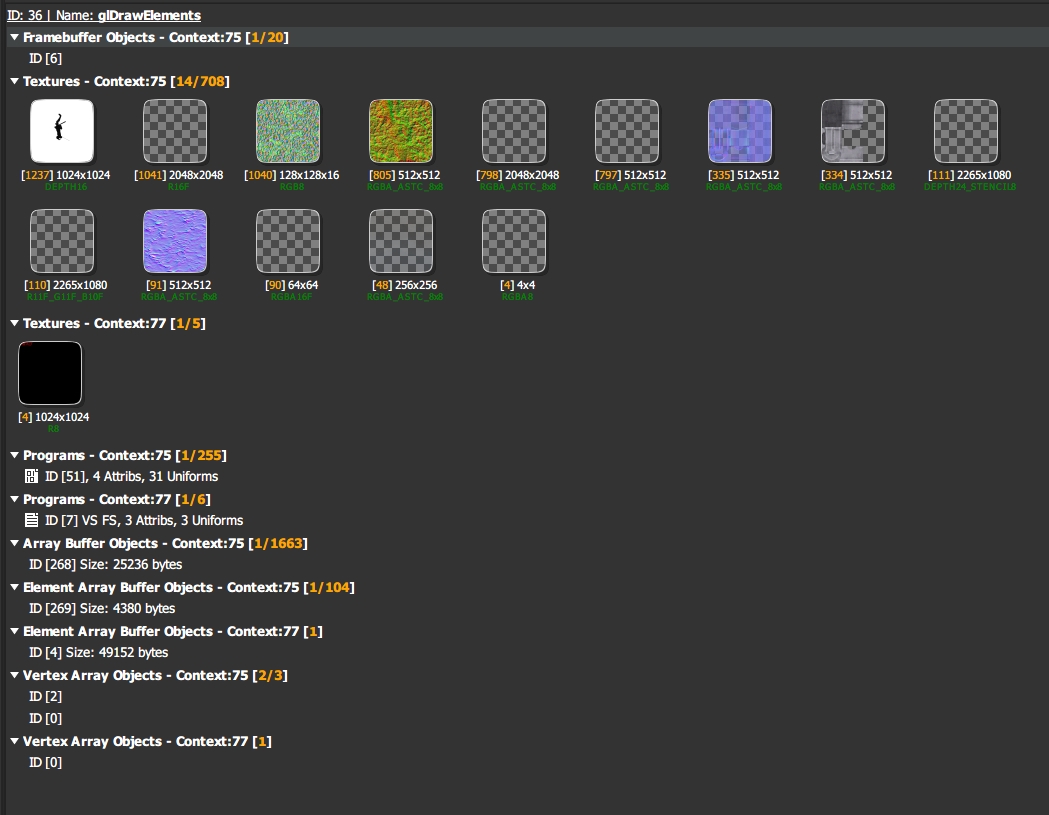 ID: 36 | Name: glDrawElements
Framebuffer Objects - Context:75 [1/20]
ID [6]
Textures - Context:75 [14/708]
[1237] 1024x1024 [1041] 2048x2048 [1040] 128x128x16 [805] 512x512 [798] 2048x2048 [797] 512x512 [335] 512x512 [334] 512x512 [111] 2265x1080
DEPTH16 R16F RGB8 RGBA_ASTC_8x8 RGBA_ASTC_8x8 RGBA_ASTC_8x8 RGBA_ASTC_8x8 RGBA_ASTC_8x8 DEPTH24_STENCIL8
[110] 2265x1080 [91] 512x512 [90] 64x64 [48] 256x256 [4] 4x4
R11F_G11F_B10F RGBA_ASTC_8x8 RGBA16F RGBA_ASTC_8x8 RGBA8
Textures - Context:77 [1/5]
[4] 1024x1024
R8
Programs - Context:75 [1/255]
ID [51], 4 Attribs, 31 Uniforms
Programs - Context:77 [1/6]
ID [7] VS FS, 3 Attribs, 3 Uniforms
Array Buffer Objects - Context:75 [1/1663]
ID [268] Size: 25236 bytes
Element Array Buffer Objects - Context:75 [1/104]
ID [269] Size: 4380 bytes
Element Array Buffer Objects - Context:77 [1]
ID [4] Size: 49152 bytes
Vertex Array Objects - Context:75 [2/3]
ID [2]
ID [0]
Vertex Array Objects - Context:77 [1]
ID [0]